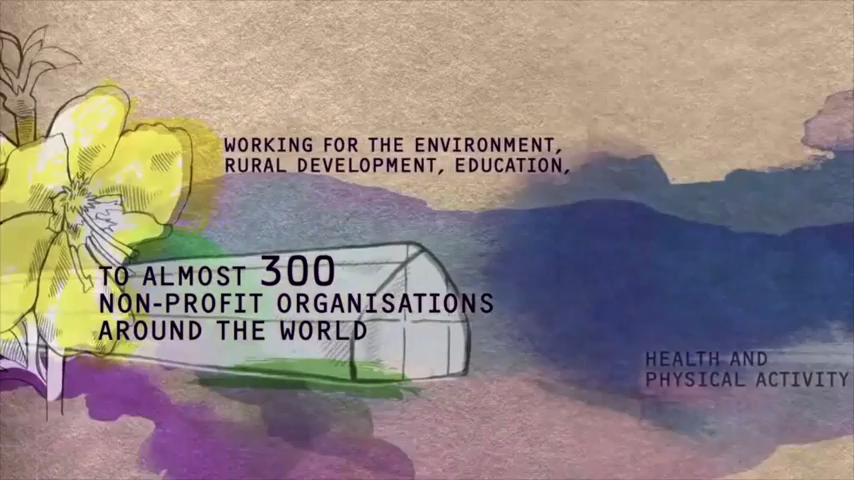 WORKING FOR THE ENVIRONMENT,
RURAL DEVELOPMENT, EDUCATION,
TO ALMOST 300
NON-PROFIT ORGANISATIONS
AROUND THE WORLD
HEALTH AND
PHYSICAL ACTIVITY